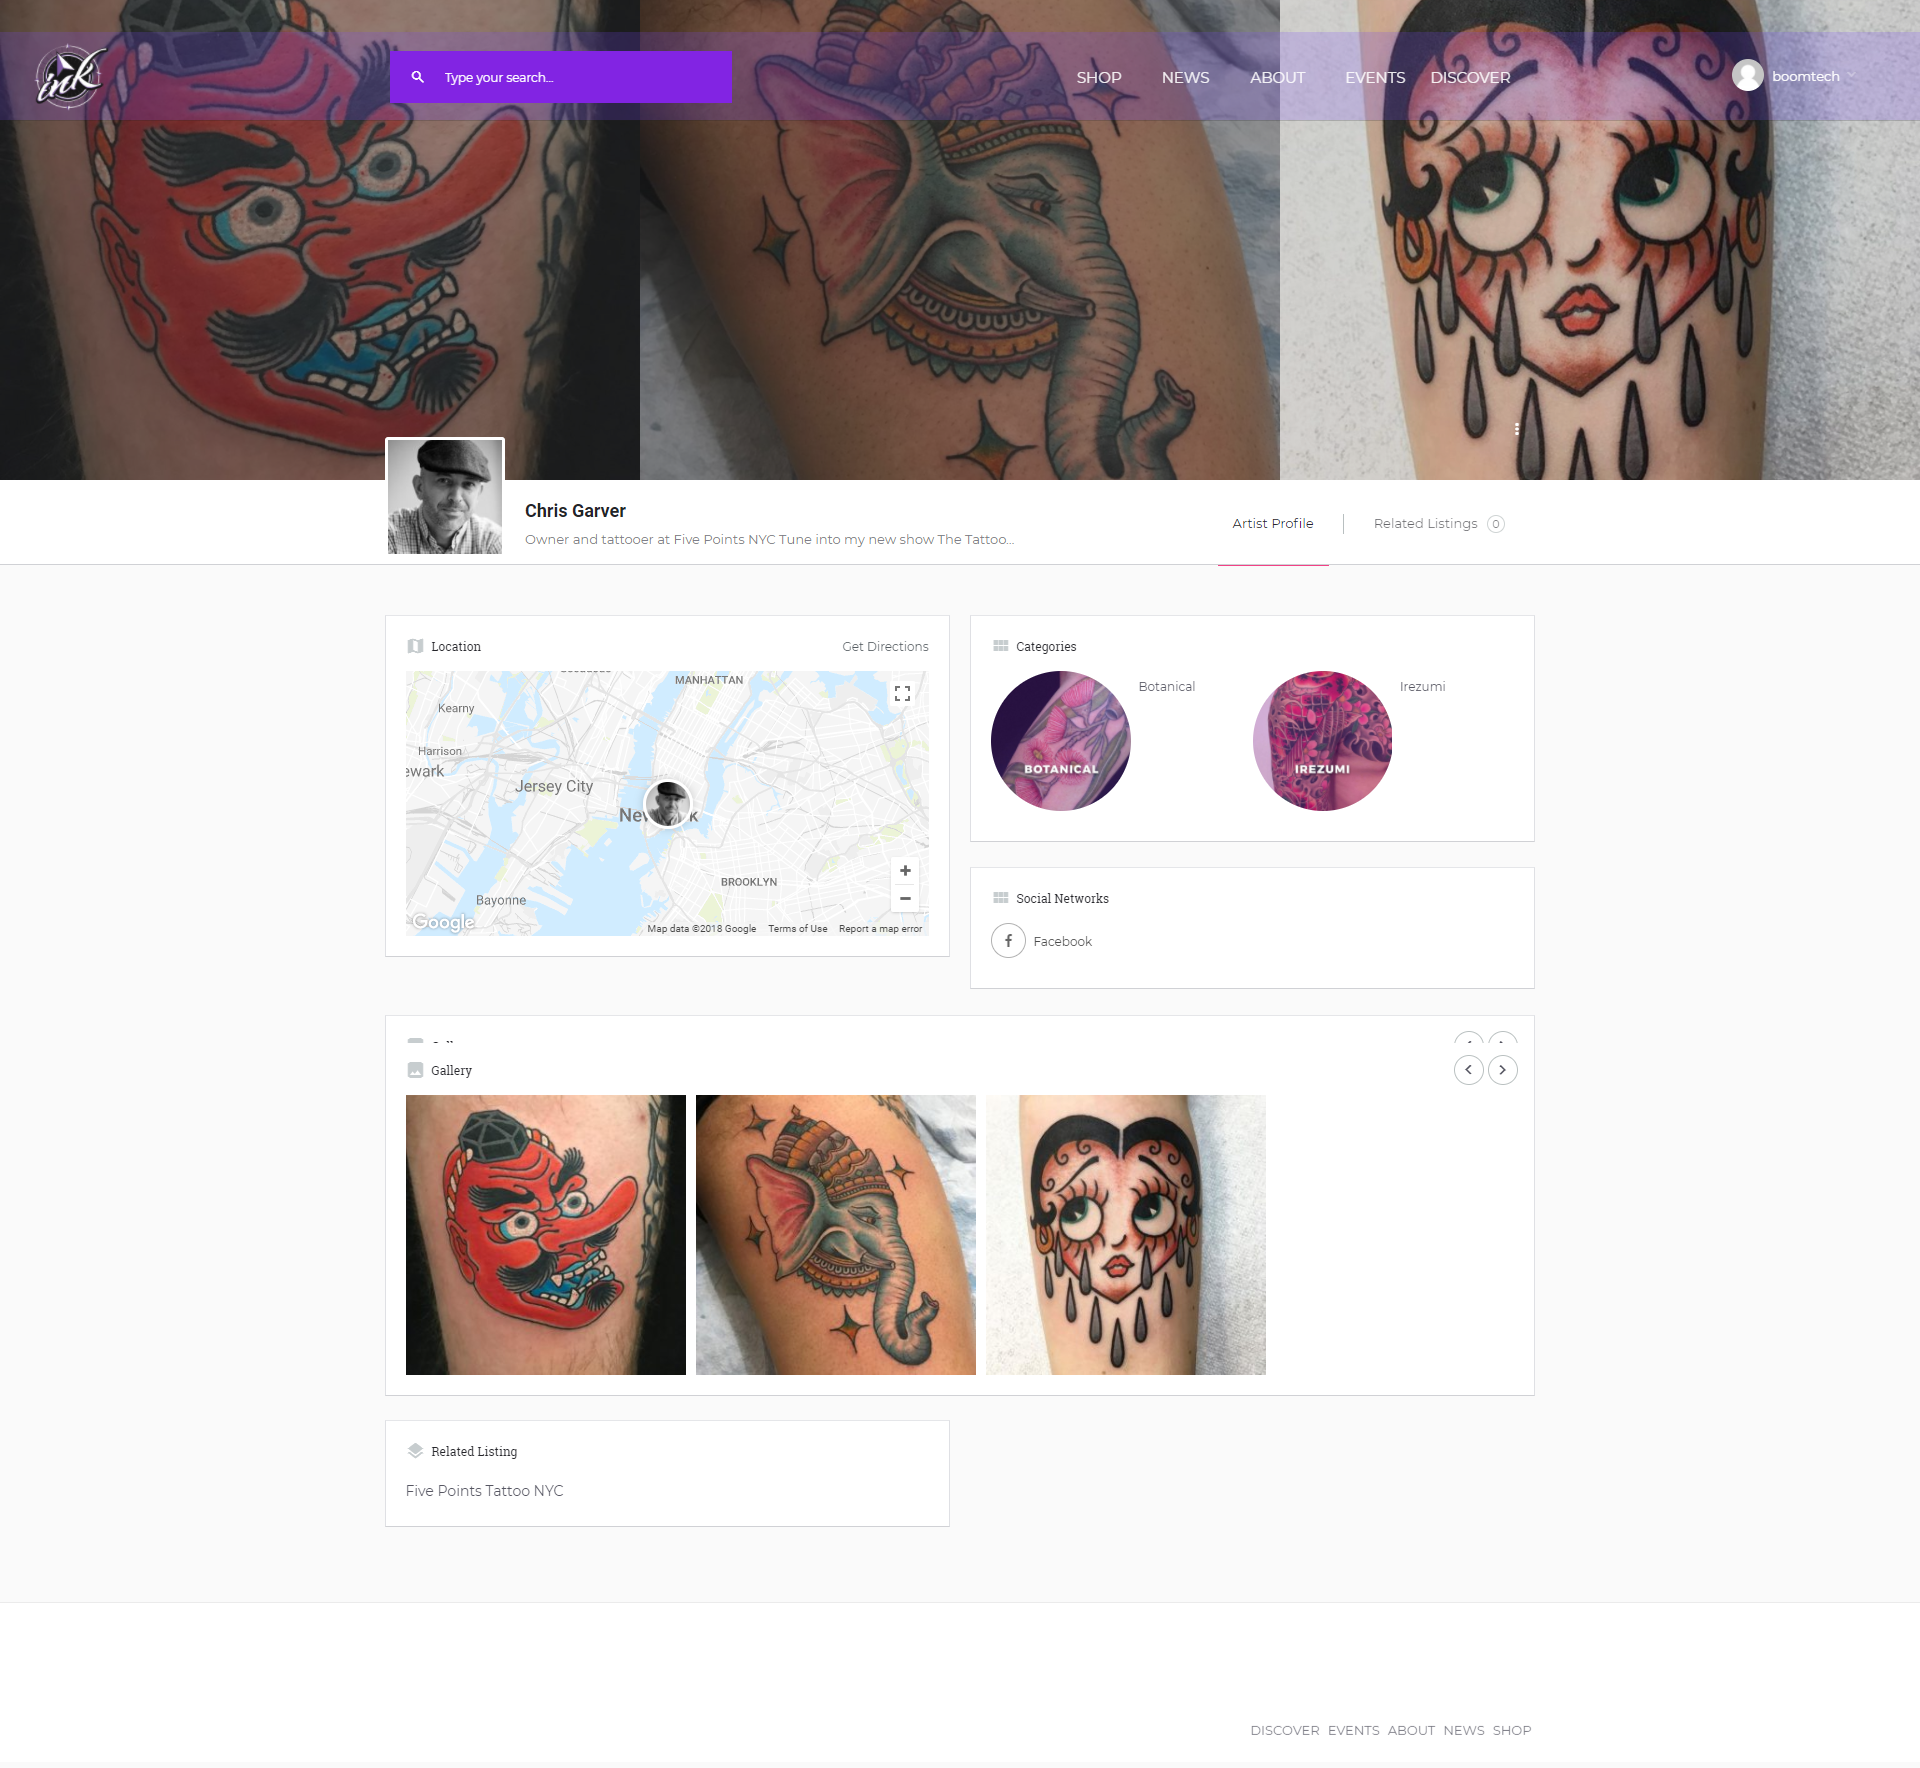 ink
Type your search...
SHOP NEWS ABOUT EVENTS DISCOVER
boomtech
Chris Garver
Owner and tattooer at Five Points NYC Tune into my new show The Tattoo...
Artist Profile
Related Listings 0
Location
Get Directions
MANHATTAN
Kearny
Harrison
ewark
Jersey City
New k
BROOKLYN
Bayonne
Google
Map data ©2018 Google Terms of Use Report a map error
Categories
BOTANICAL
Botanical
IREZUMI
Irezumi
Social Networks
Facebook
Gallery
Related Listing
Five Points Tattoo NYC
DISCOVER EVENTS ABOUT NEWS SHOP